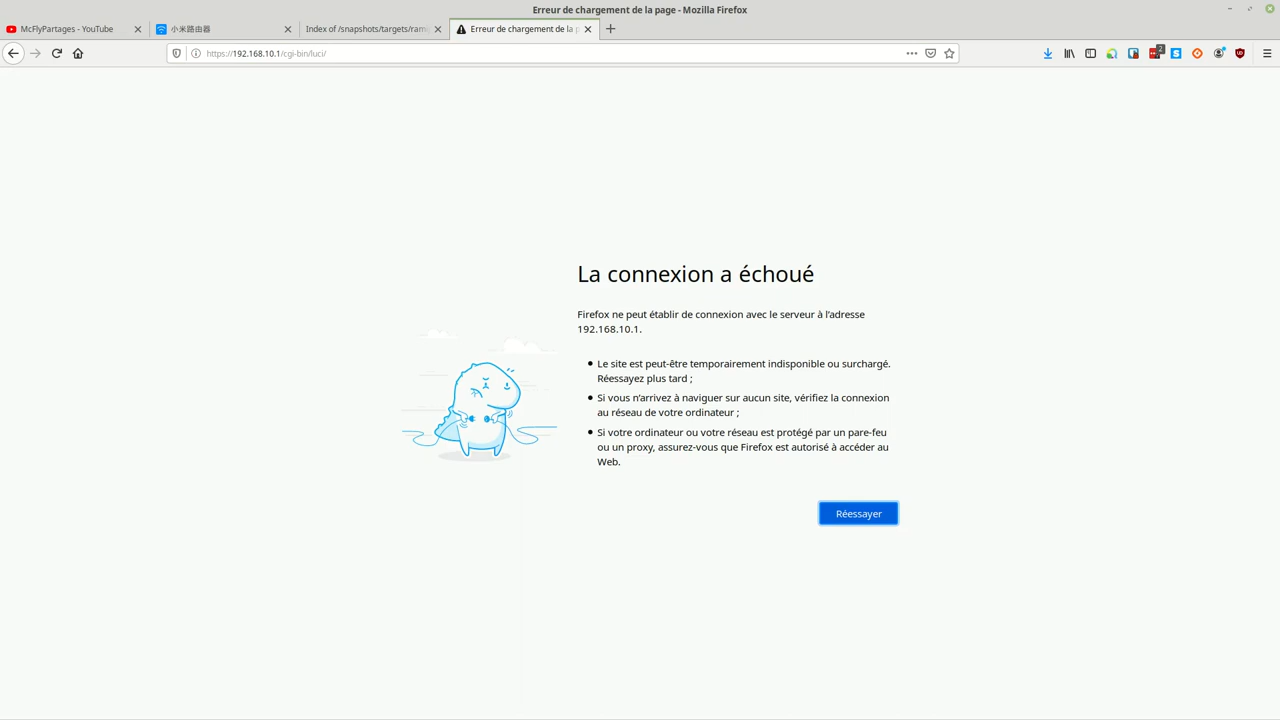 Erreur de chargement de la page - Mozilla Firefox
McFlyPartages - YouTube
小米路由器
Index of /snapshots/targets/ram
Erreur de chargement de la p
https://192.168.10.1/cgi-bin/luci/
2
La connexion a échoué
Firefox ne peut établir de connexion avec le serveur à l'adresse
192.168.10.1.
Le site est peut-être temporairement indisponible ou surchargé.
Réessayez plus tard ;
Si vous n'arrivez à naviguer sur aucun site, vérifiez la connexion
au réseau de votre ordinateur ;
Si votre ordinateur ou votre réseau est protégé par un pare-feu
ou un proxy, assurez-vous que Firefox est autorisé à accéder au
Web.
Réessayer